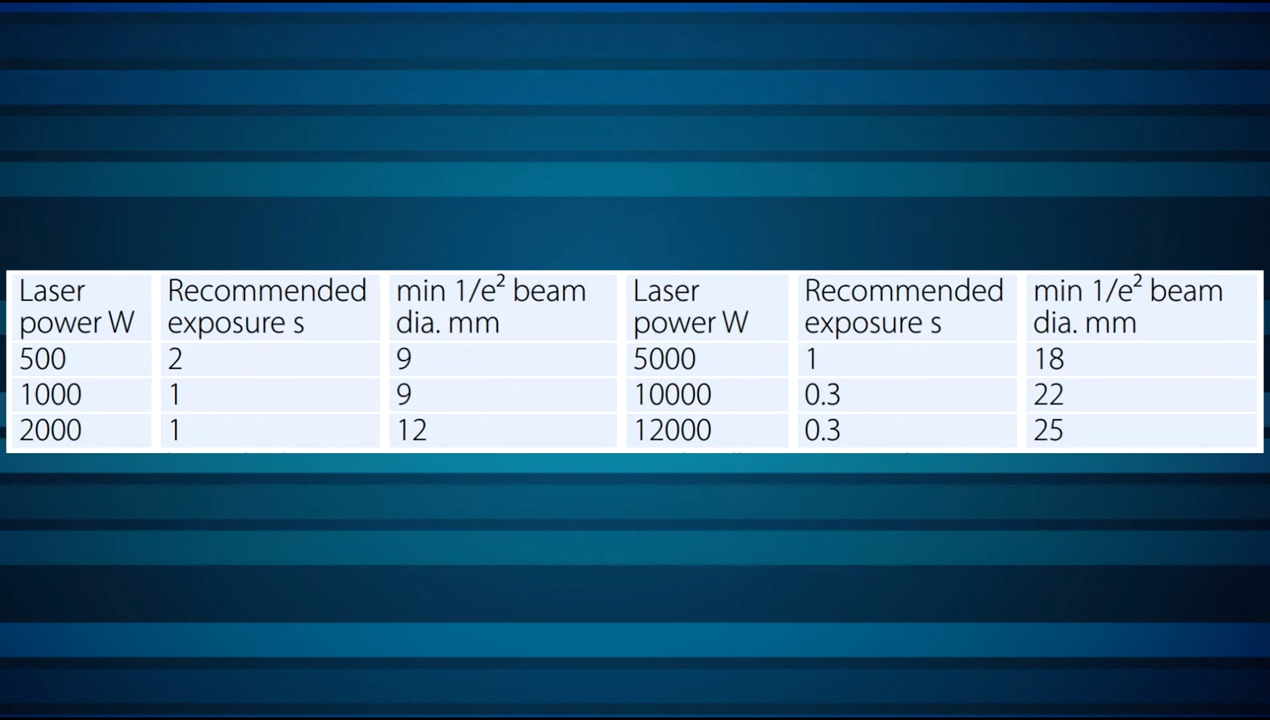 Laser power W Recommended exposure s min 1/e² beam dia. mm Laser power W Recommended exposure s min 1/e² beam dia. mm
500 2 9 5000 1 18
1000 1 9 10000 0.3 22
2000 1 12 12000 0.3 25